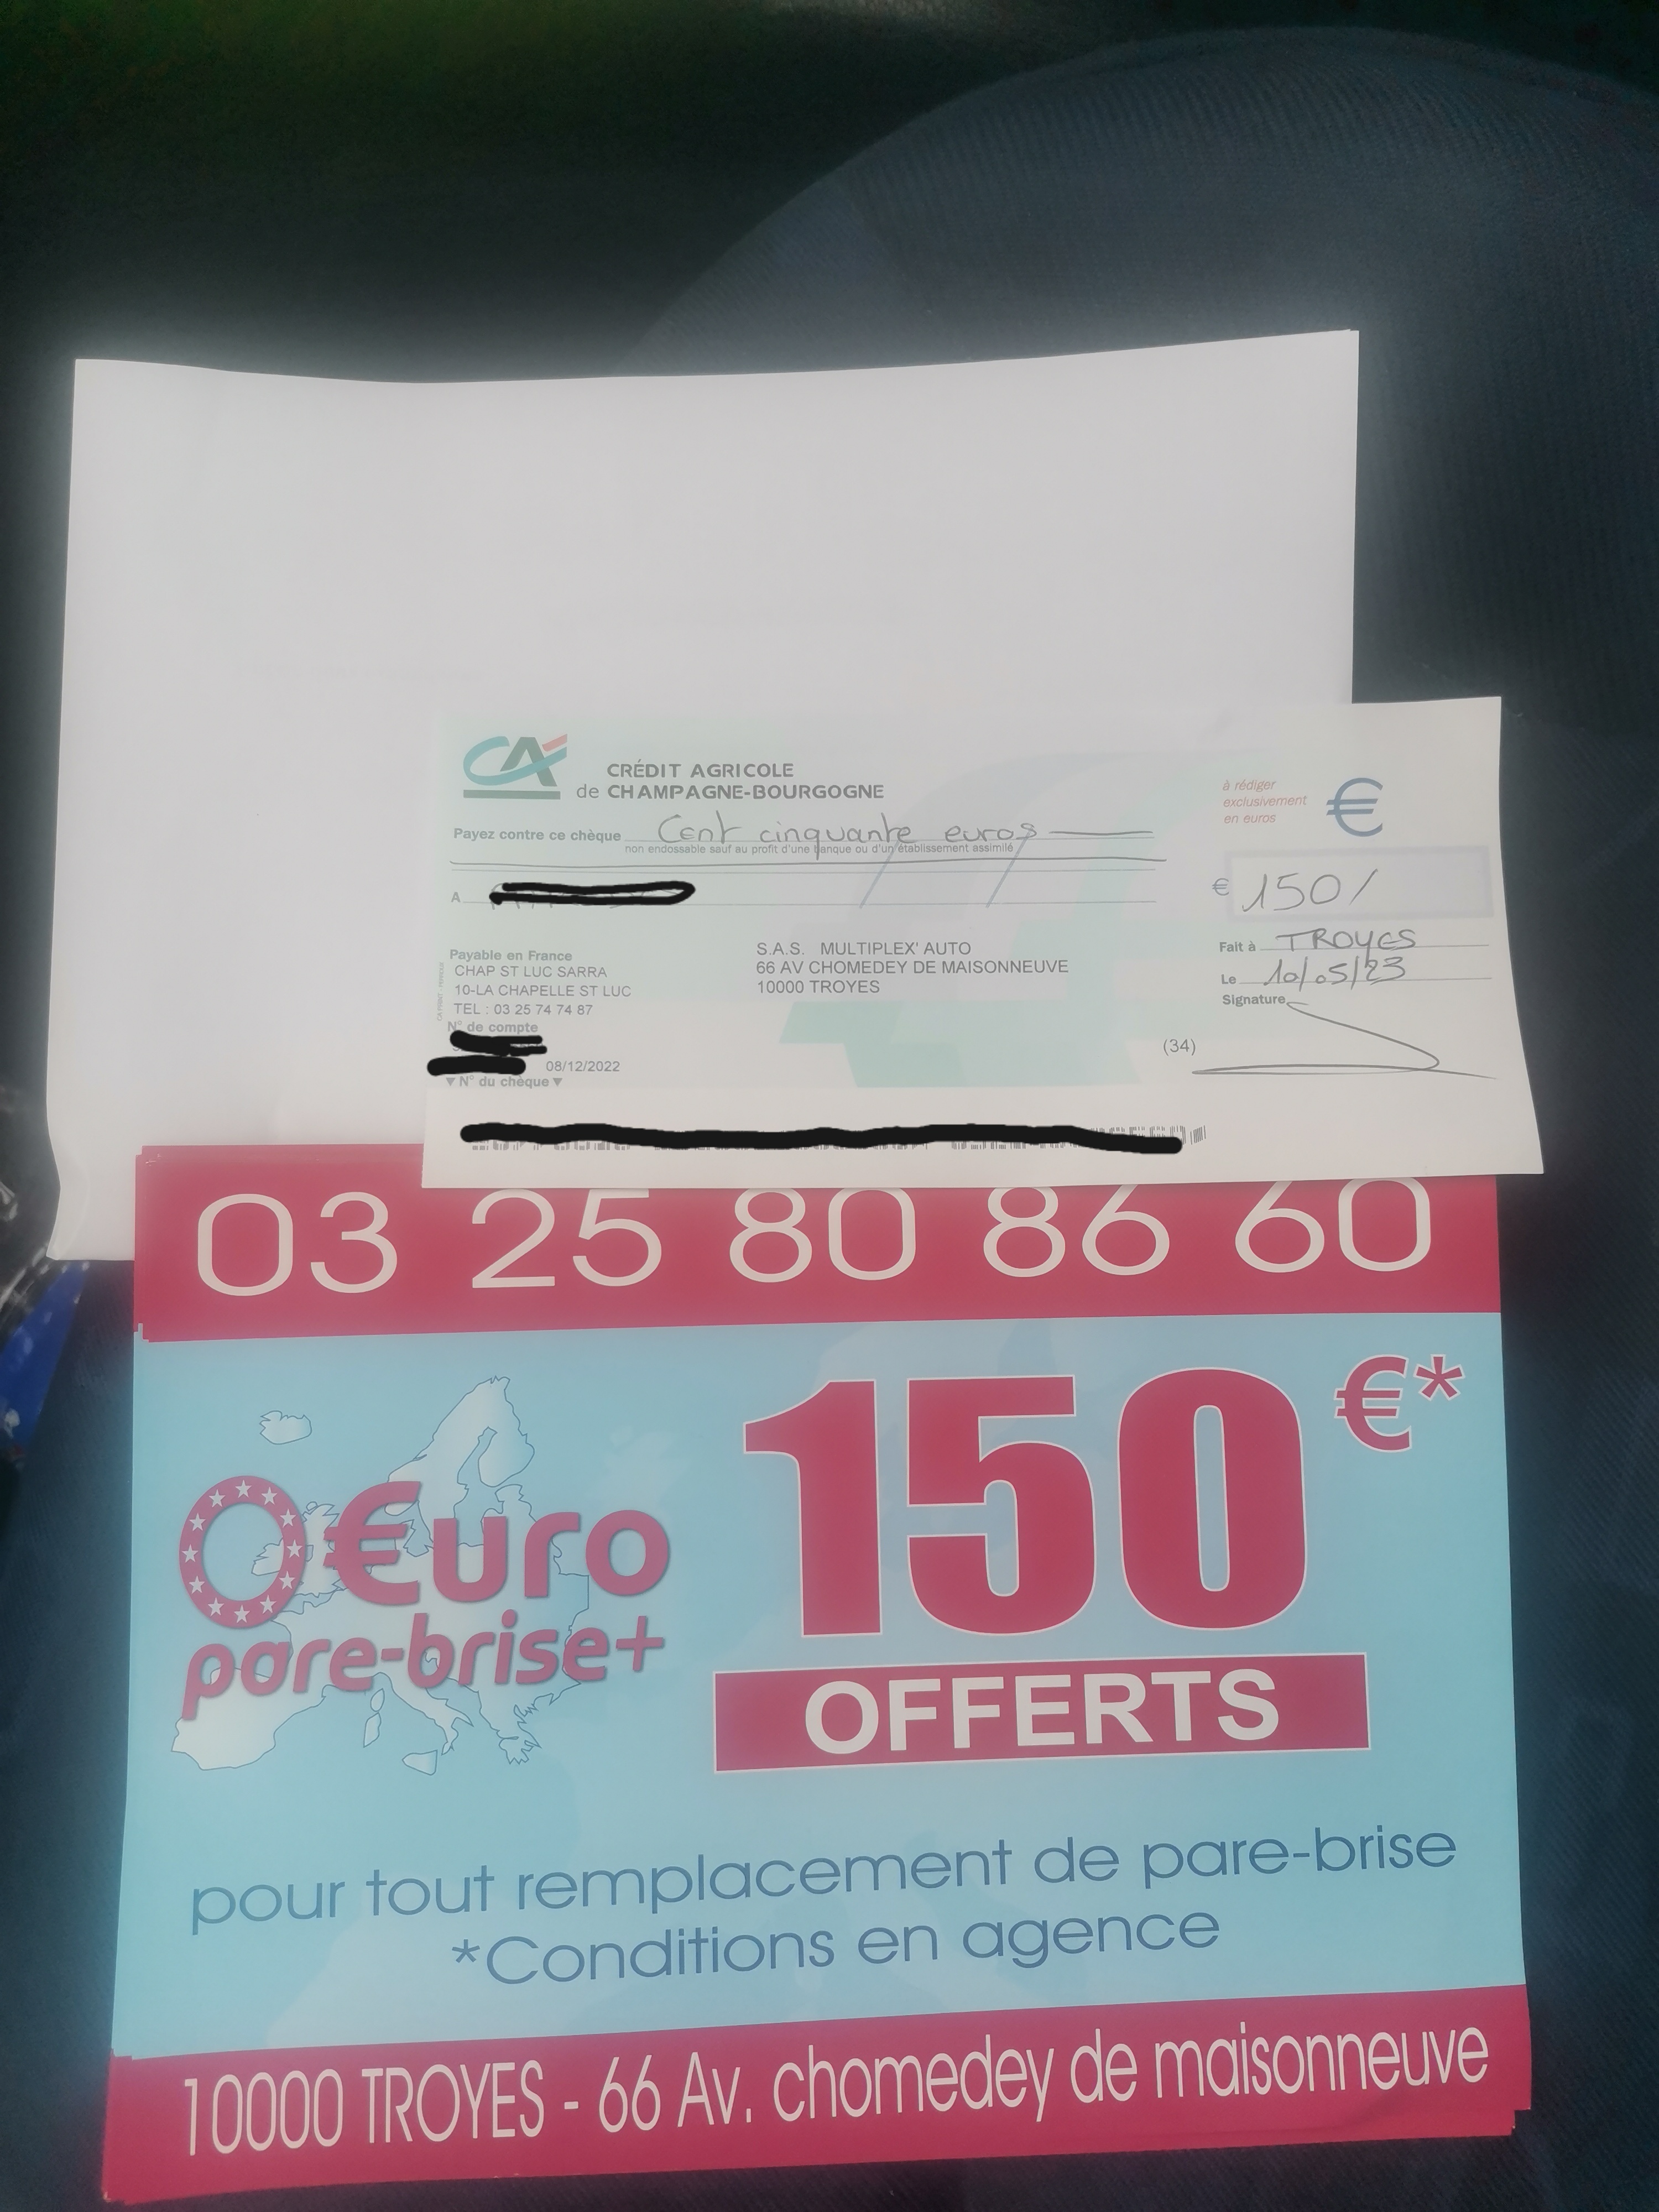 CA
CRÉDIT AGRICOLE
de CHAMPAGNE-BOURGOGNE
à rédiger
exclusivement
en euros
€
Payez contre ce chèque Cent cinquante euros
non endossable sauf au profit d'une banque ou d'un établissement assimilé
€ 150/
A
Fait à TROYES
Le 10/05/23
Signature
Payable en France
CHAP ST LUC SARRA
10-LA CHAPELLE ST LUC
TEL : 03 25 74 74 87
N° de compte
08/12/2022
▼ N° du chèque ▼
S.A.S. MULTIPLEX' AUTO
66 AV CHOMEDEY DE MAISONNEUVE
10000 TROYES
(34)
03 25 80 86 60
0 €uro
pare-brise+
150 €*
OFFERTS
pour tout remplacement de pare-brise
*Conditions en agence
10000 TROYES - 66 Av. chomedey de maisonneuve